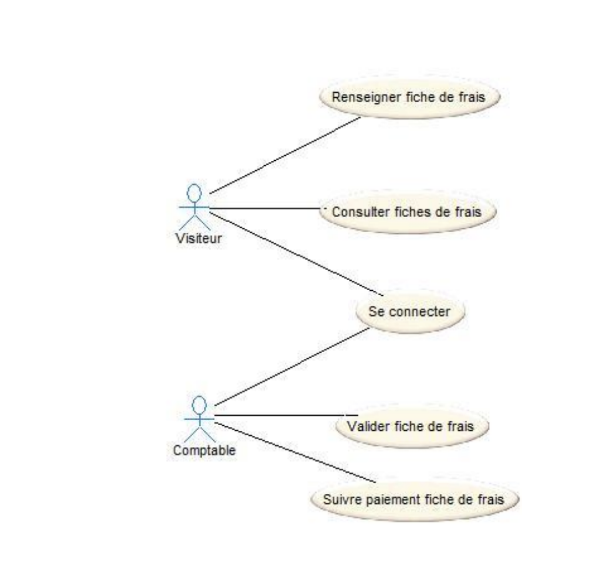 Renseigner fiche de frais
Consulter fiches de frais
Visiteur
Se connecter
Valider fiche de frais
Comptable
Suivre paiement fiche de frais